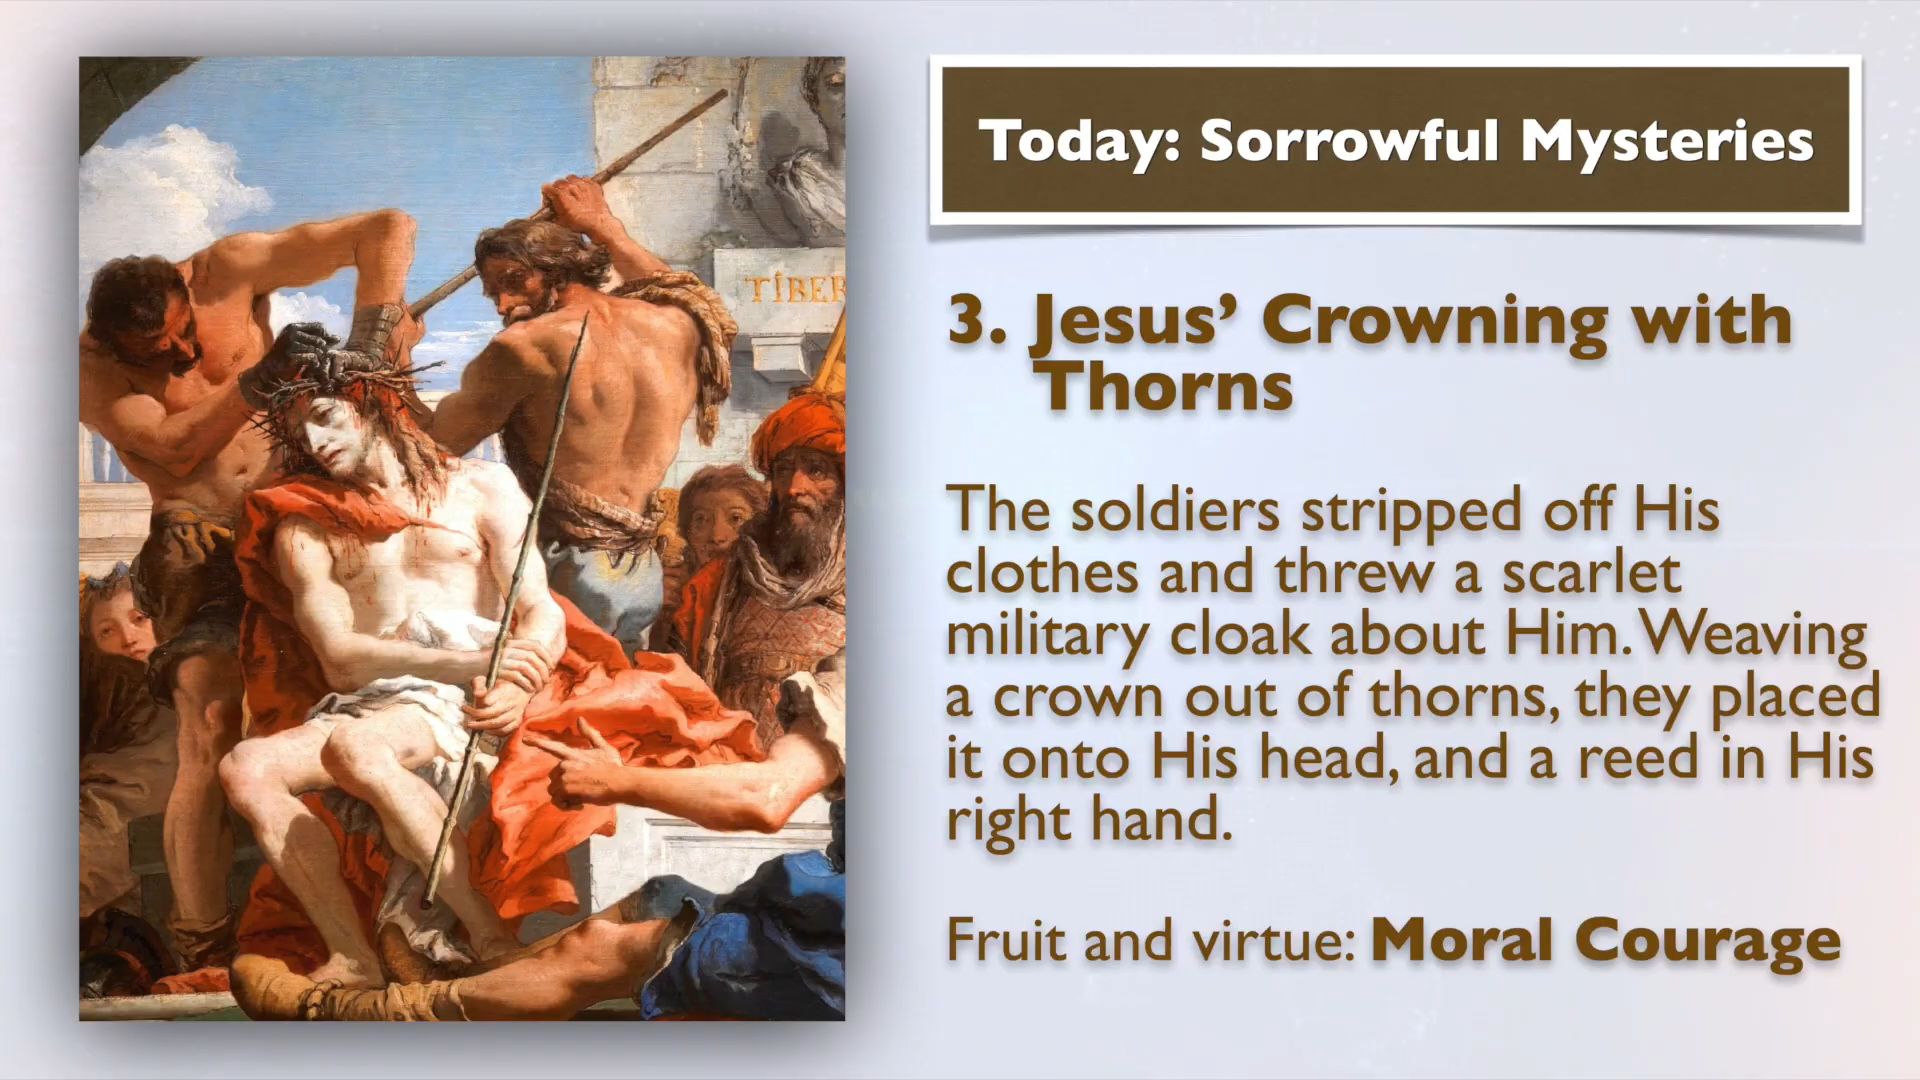 Today: Sorrowful Mysteries
TIBER
3. Jesus’ Crowning with
Thorns
The soldiers stripped off His
clothes and threw a scarlet
military cloak about Him. Weaving
a crown out of thorns, they placed
it onto His head, and a reed in His
right hand.
Fruit and virtue: Moral Courage